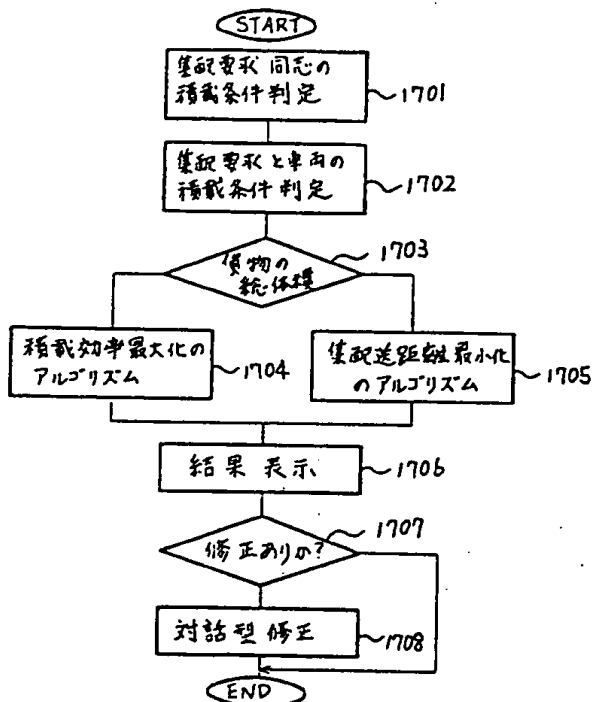 START
集配要求同志の
積載条件判定
1701
集配要求と車両の
積載条件判定
1702
貨物の
総体積
1703
積載効率最大化の
アルゴリズム
1704
集配送距離最小化
のアルゴリズム
1705
結果表示
1706
修正ありか?
1707
対話型修正
1708
END